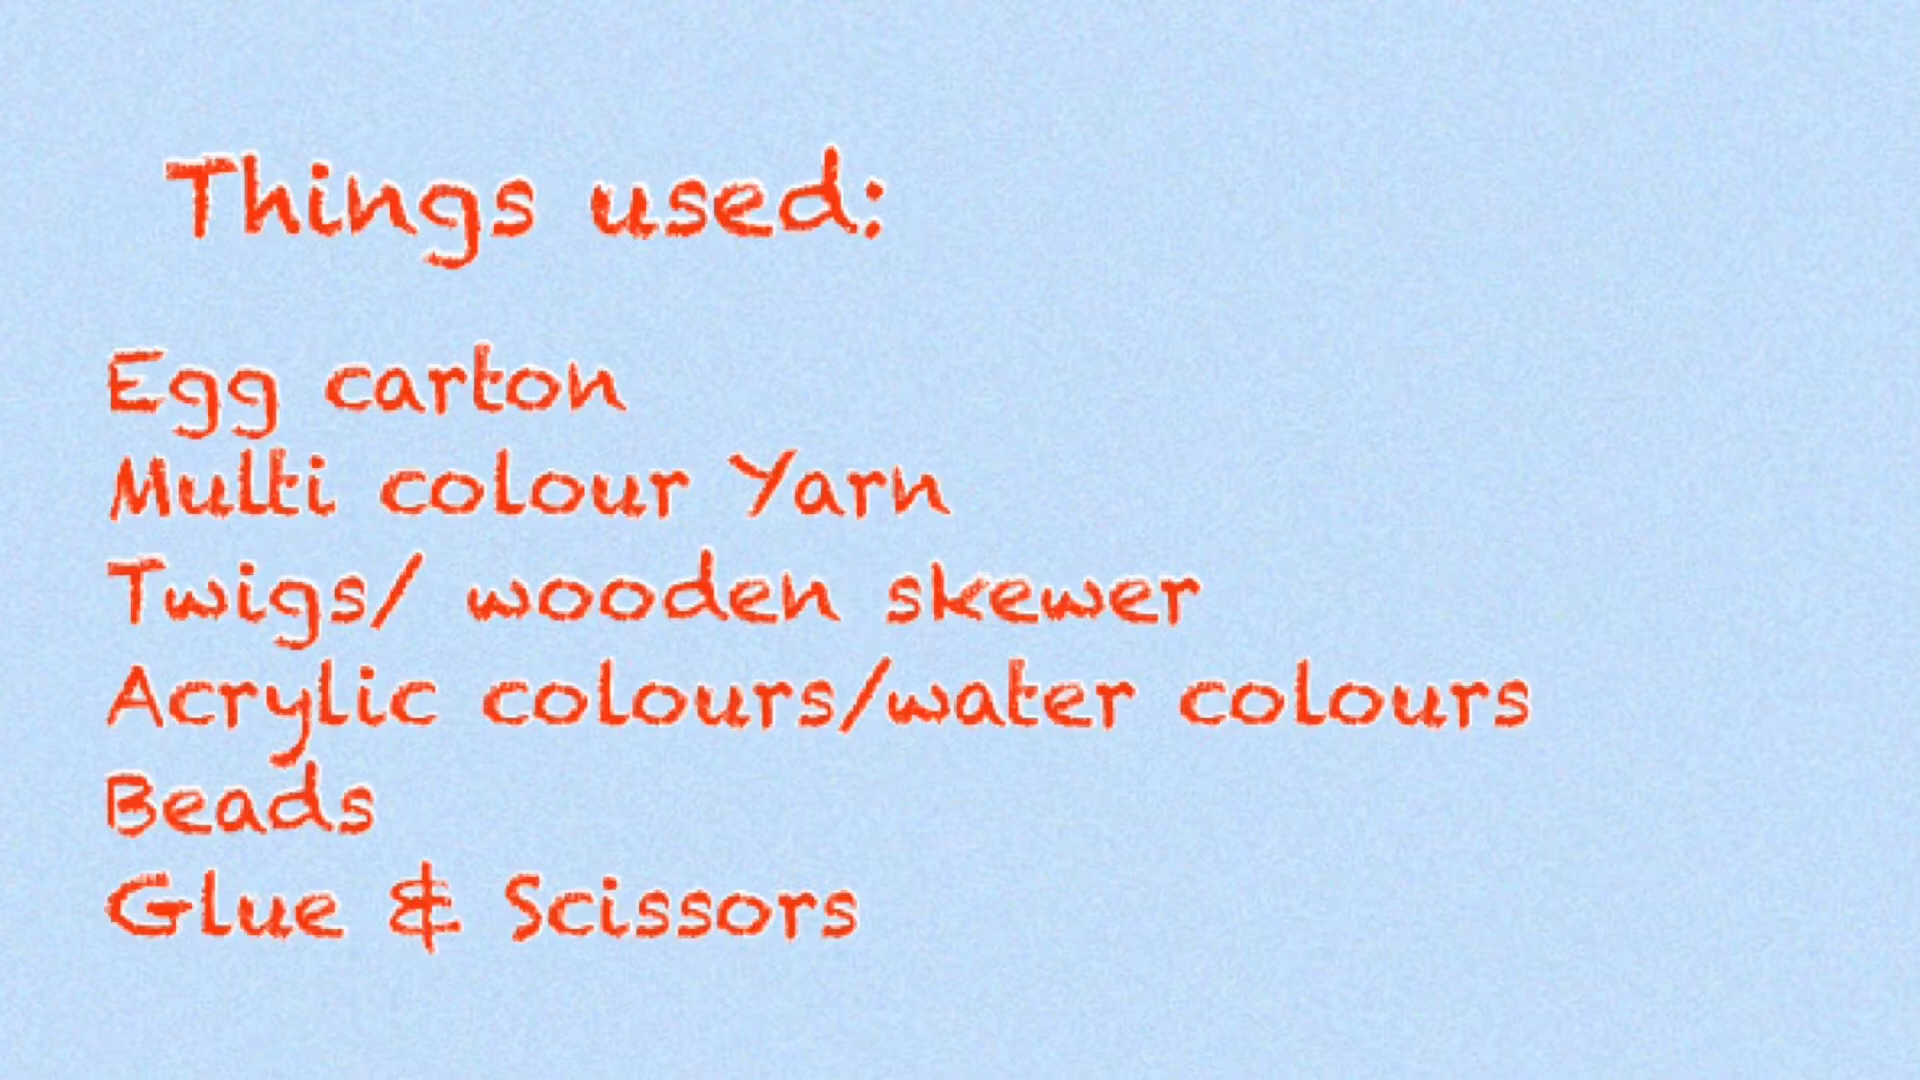 Things used:
Egg carton
Multi colour Yarn
Twigs/ wooden skewer
Acrylic colours/water colours
Beads
Glue & Scissors